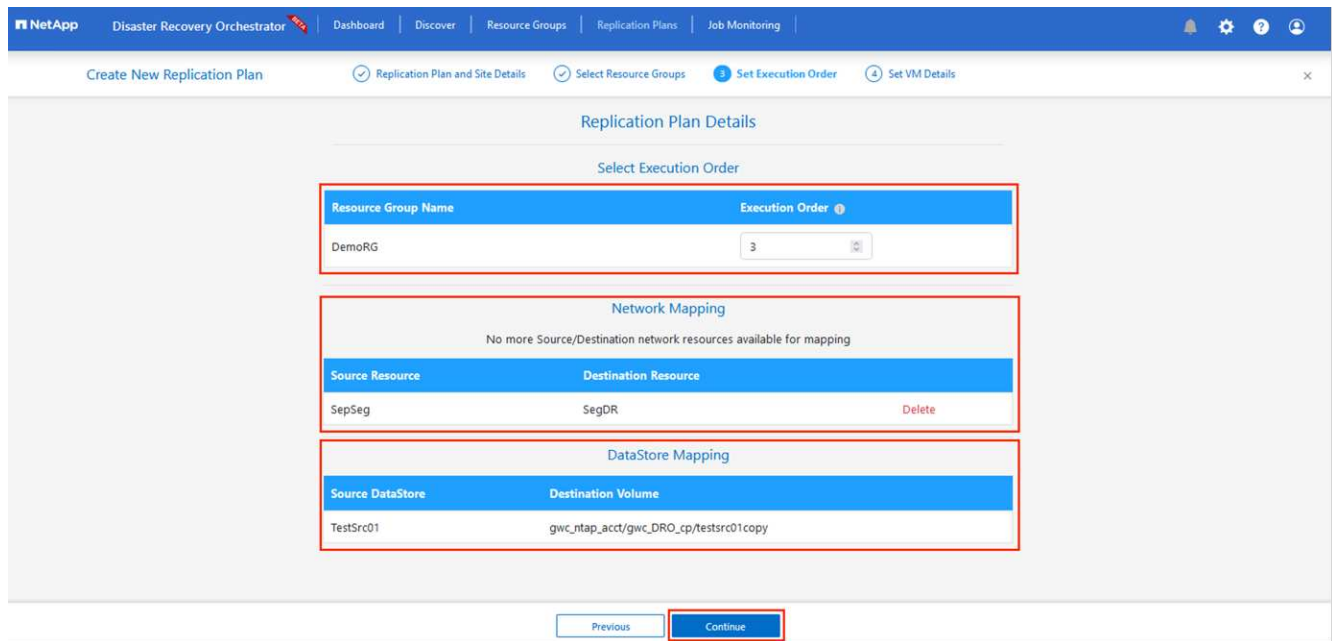 NetApp Disaster Recovery Orchestrator BETA Dashboard Discover Resource Groups Replication Plans Job Monitoring
Create New Replication Plan Replication Plan and Site Details Select Resource Groups 3 Set Execution Order 4 Set VM Details
Replication Plan Details
Select Execution Order
Resource Group Name Execution Order
DemoRG 3
Network Mapping
No more Source/Destination network resources available for mapping
Source Resource Destination Resource
SepSeg SegDR Delete
DataStore Mapping
Source DataStore Destination Volume
TestSrc01 gwc_ntap_acct/gwc_DRO_cp/testsrc01copy
Previous Continue